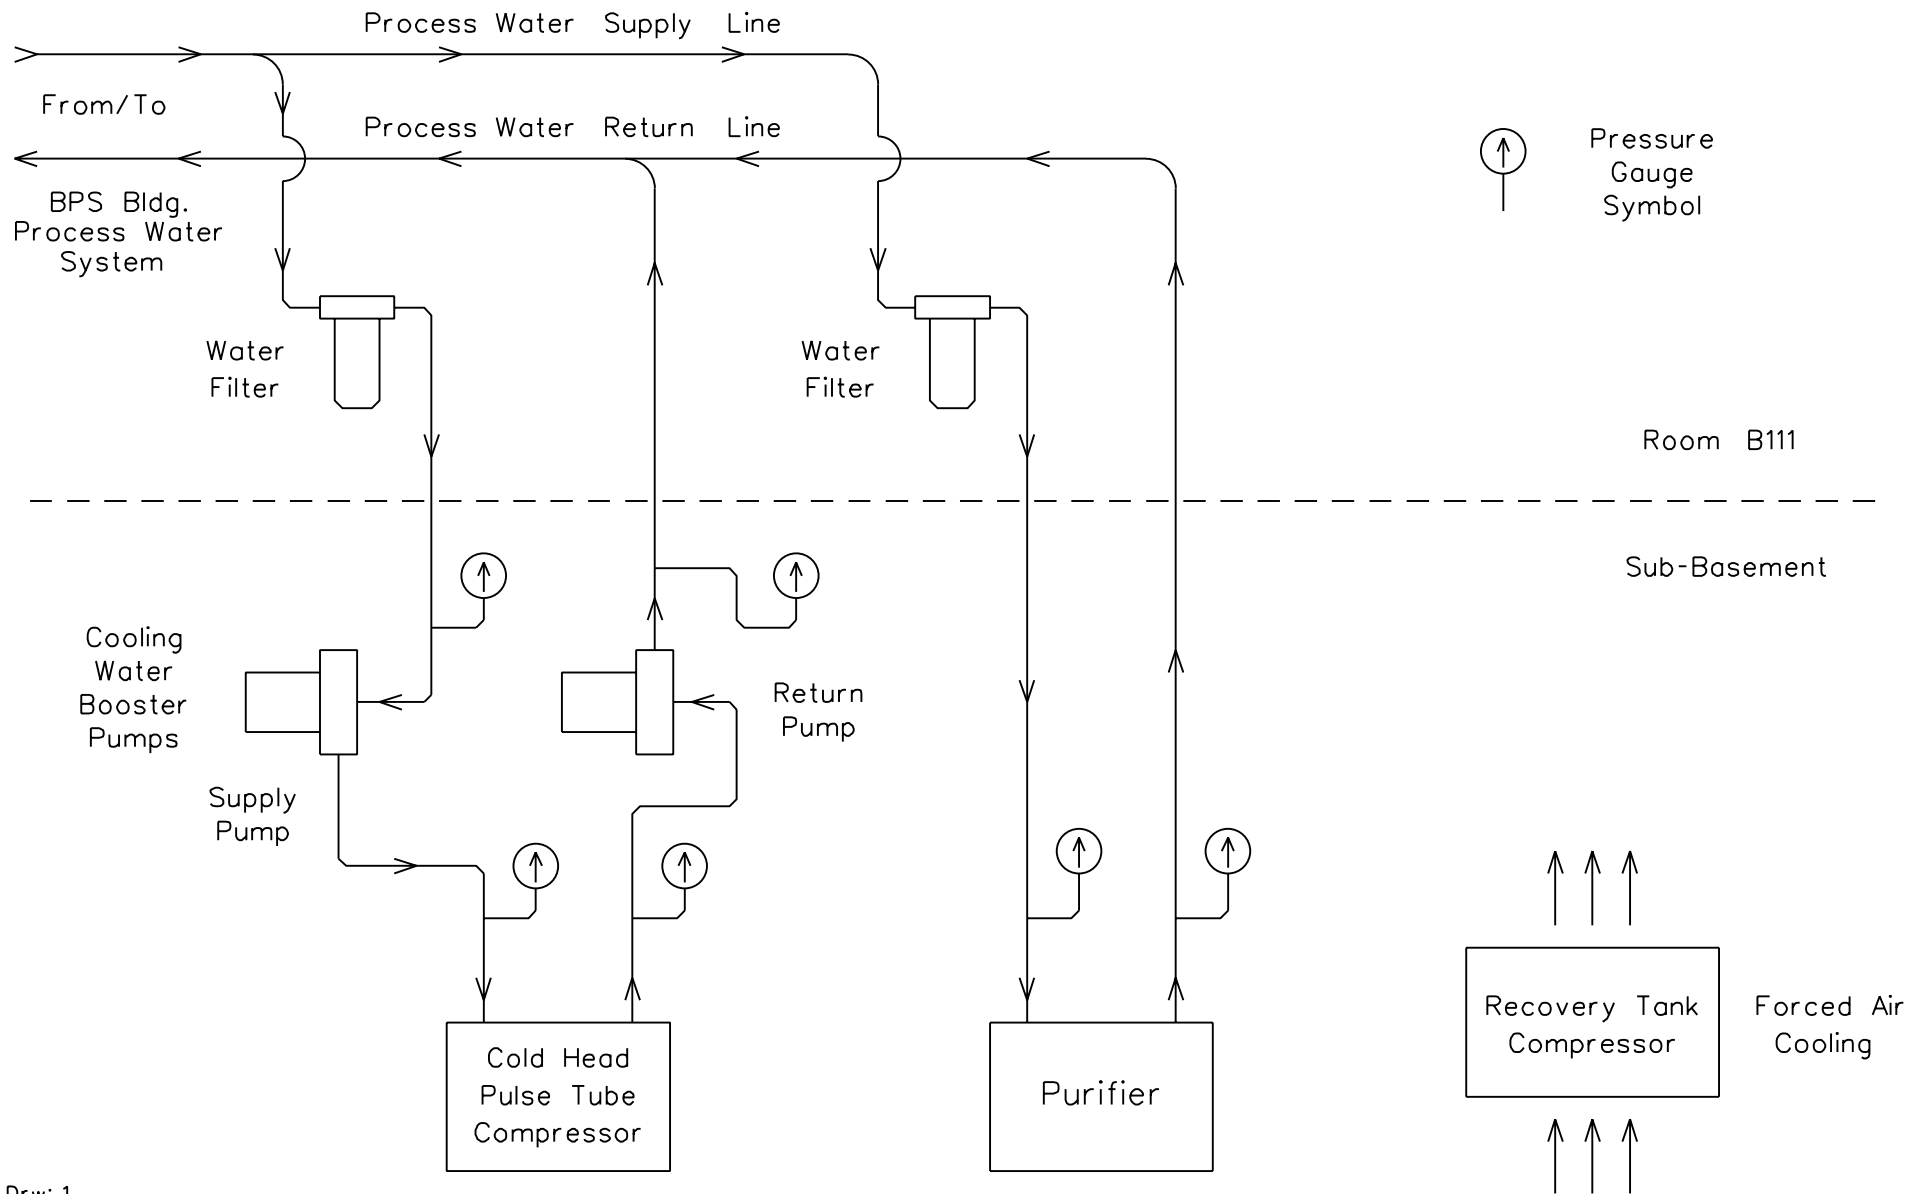 Process Water Supply Line
From/To
Process Water Return Line
BPS Bldg.
Process Water
System
Pressure
Gauge
Symbol
Water
Filter
Water
Filter
Room B111
Sub-Basement
Cooling
Water
Booster
Pumps
Return
Pump
Supply
Pump
Cold Head
Pulse Tube
Compressor
Purifier
Recovery Tank
Compressor
Forced Air
Cooling
Drw: 1